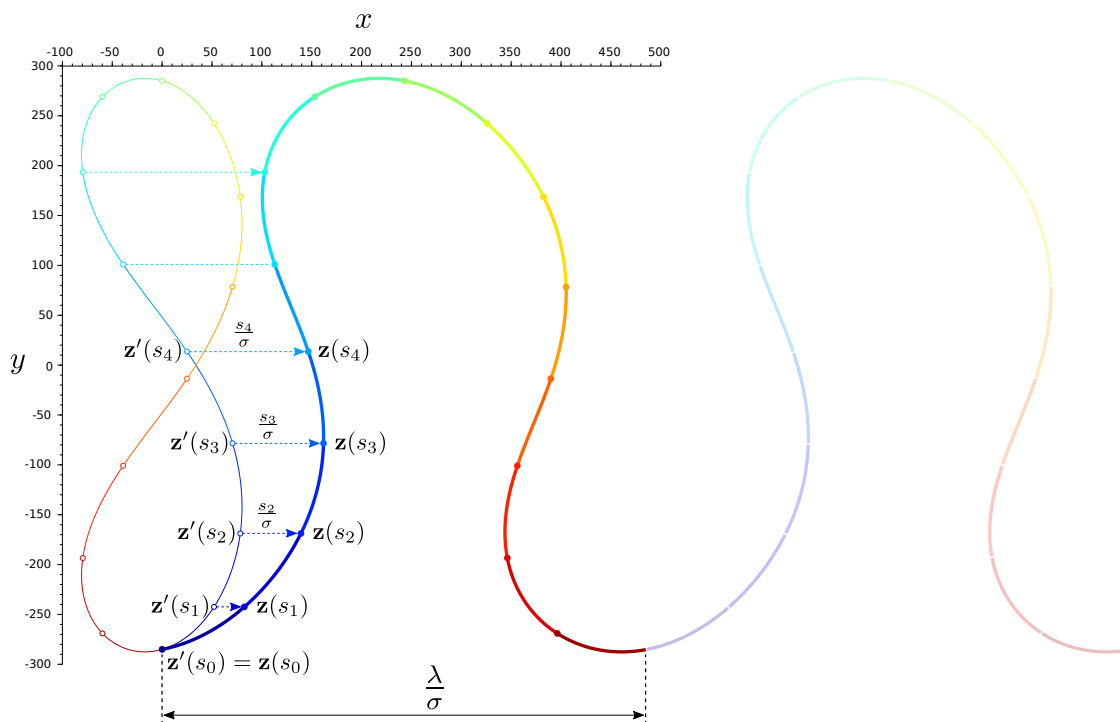 x
-100 -50 0 50 100 150 200 250 300 350 400 450 500
300
250
200
150
100
50
y
0
-50
-100
-150
-200
-250
-300
s₄/σ
z′(s₄) z(s₄)
s₃/σ
z′(s₃) z(s₃)
s₂/σ
z′(s₂) z(s₂)
z′(s₁) z(s₁)
z′(s₀) = z(s₀)
λ/σ